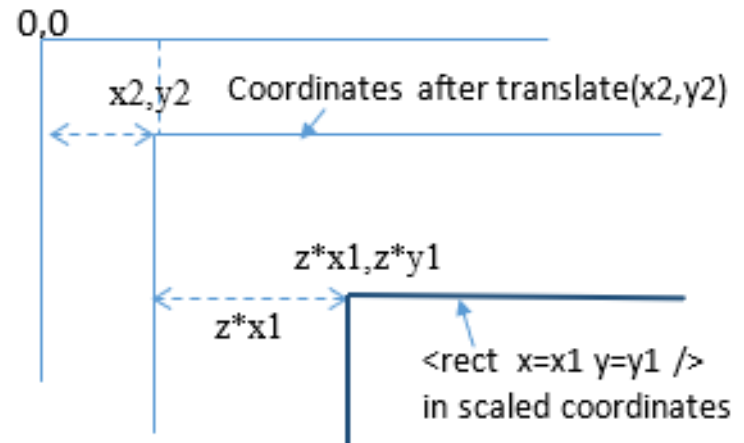 0,0
x2,y2
Coordinates after translate(x2,y2)
z*x1,z*y1
z*x1
<rect x=x1 y=y1 />
in scaled coordinates